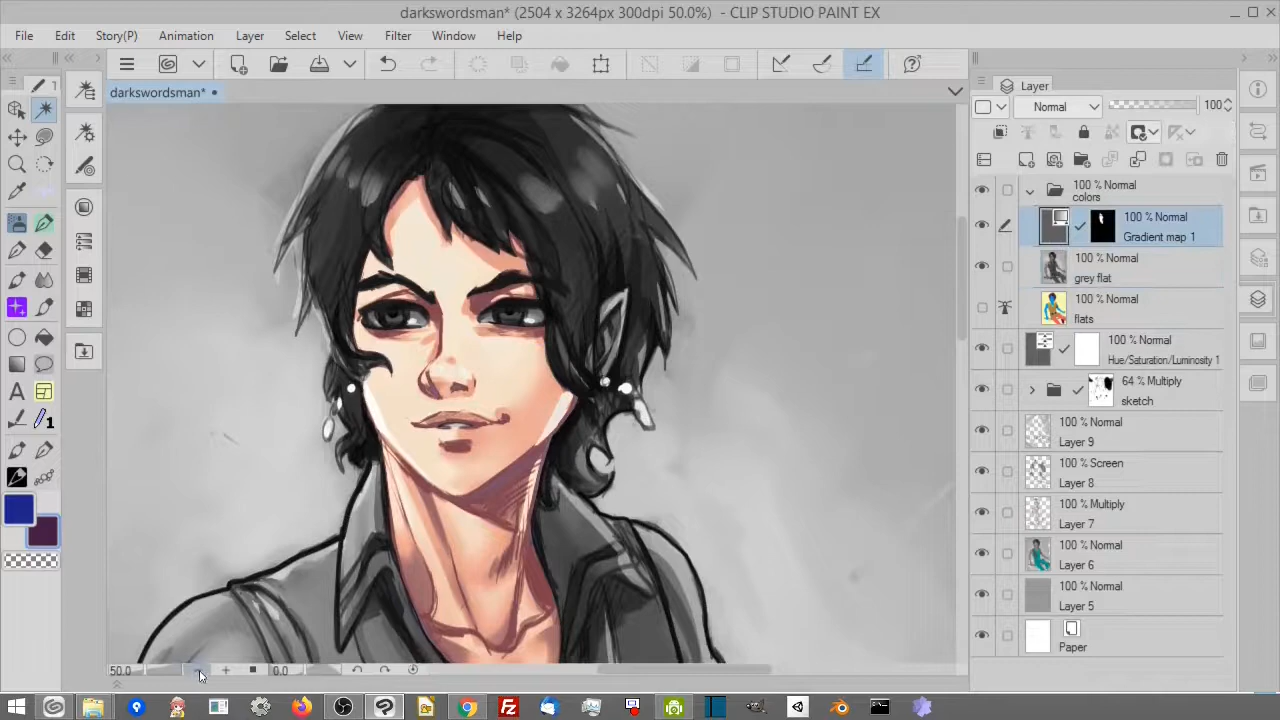 darkswordsman* (2504 x 3264px 300dpi 50.0%) - CLIP STUDIO PAINT EX
File Edit Story(P) Animation Layer Select View Filter Window Help
darkswordsman*
Layer
Normal 100
100 % Normal
colors
100 % Normal
Gradient map 1
100 % Normal
grey flat
100 % Normal
flats
100 % Normal
Hue/Saturation/Luminosity 1
64 % Multiply
sketch
100 % Normal
Layer 9
100 % Screen
Layer 8
100 % Multiply
Layer 7
100 % Normal
Layer 6
100 % Normal
Layer 5
Paper
50.0 0.0